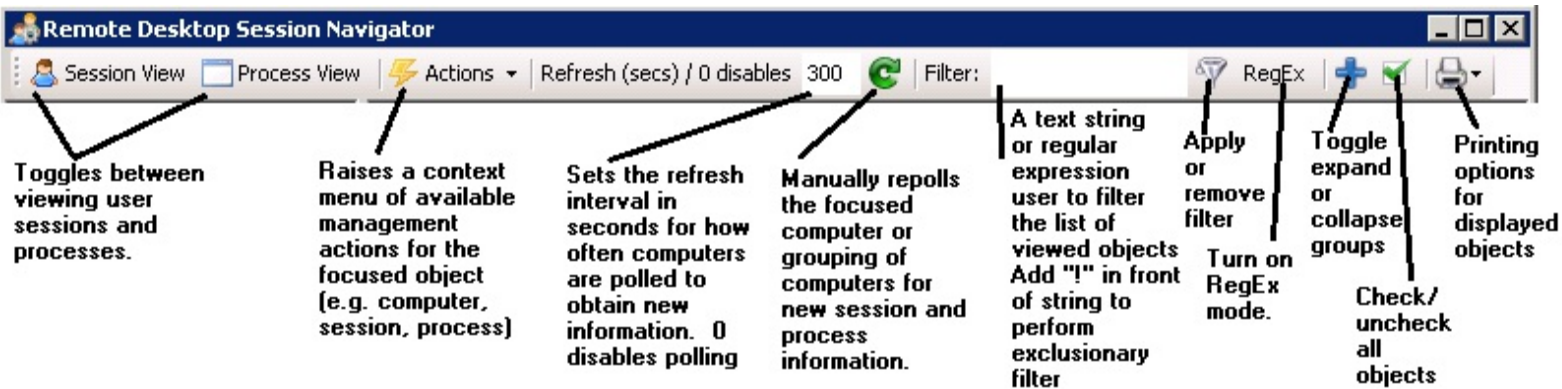 Remote Desktop Session Navigator
Session View Process View Actions Refresh (secs) / 0 disables 300 Filter: RegEx
Toggles between
viewing user
sessions and
processes.
Raises a context
menu of available
management
actions for the
focused object
(e.g. computer,
session, process)
Sets the refresh
interval in
seconds for how
often computers
are polled to
obtain new
information. 0
disables polling
Manually repolls
the focused
computer or
grouping of
computers for
new session and
process
information.
A text string
or regular
expression
user to filter
the list of
viewed objects
Add "!" in front
of string to
perform
exclusionary
filter
Apply
or
remove
filter
Turn on
RegEx
mode.
Toggle
expand
or
collapse
groups
Check/
uncheck
all
objects
Printing
options
for
displayed
objects